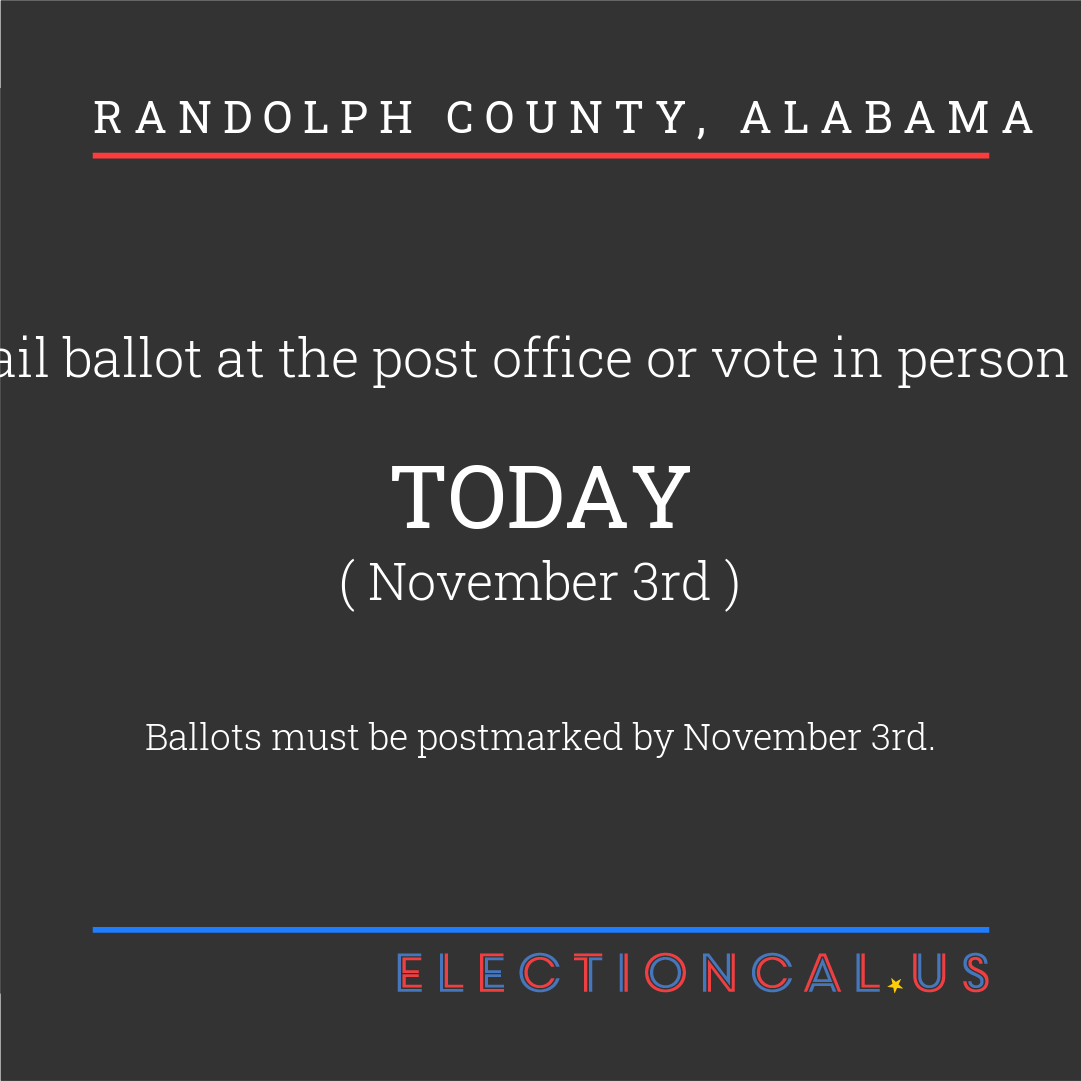 RANDOLPH COUNTY, ALABAMA
ail ballot at the post office or vote in person
TODAY
( November 3rd )
Ballots must be postmarked by November 3rd.
ELECTIONCAL.US